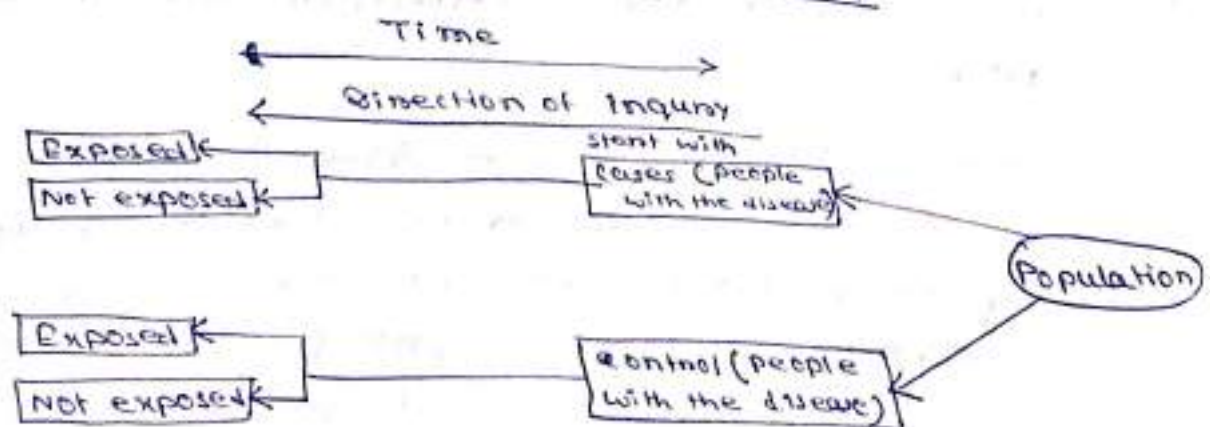 Time
Direction of Inquiry
start with
Exposed
Not exposed
Cases (people
with the disease)
Population
Exposed
Not exposed
Control (people
with the disease)